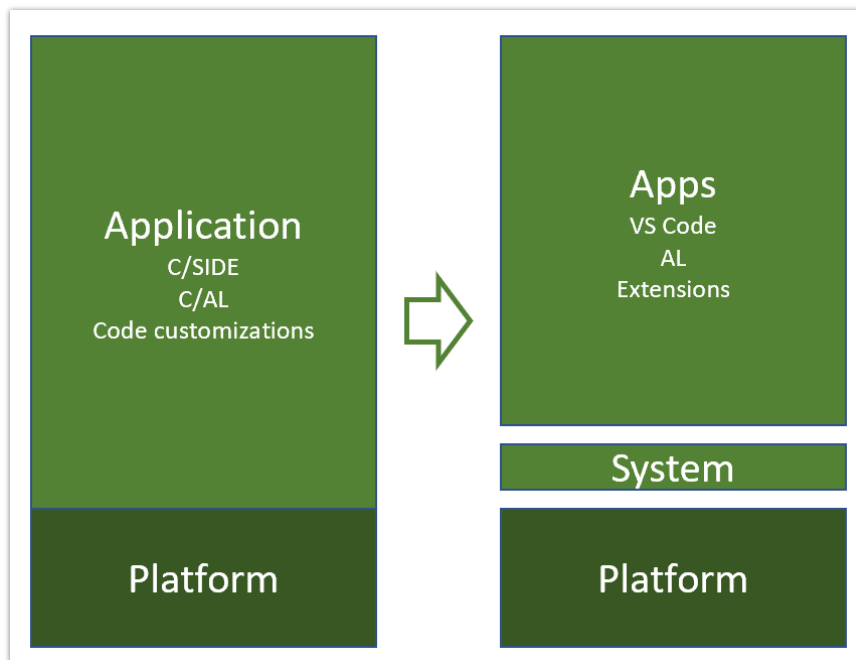 Application
C/SIDE
C/AL
Code customizations
Platform
Apps
VS Code
AL
Extensions
System
Platform